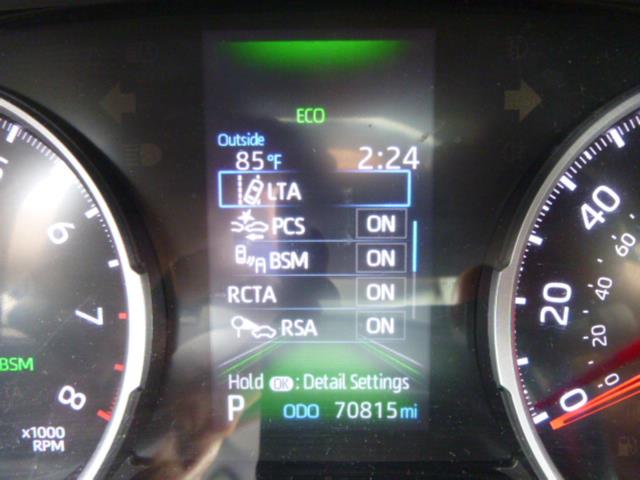 ECO
Outside
85°F 2:24
LTA
PCS ON
BSM ON
RCTA ON
RSA ON
Hold OK : Detail Settings
P ODO 70815 mi
6
7
8
x1000
RPM
BSM
40
60
20
40
20
0
0